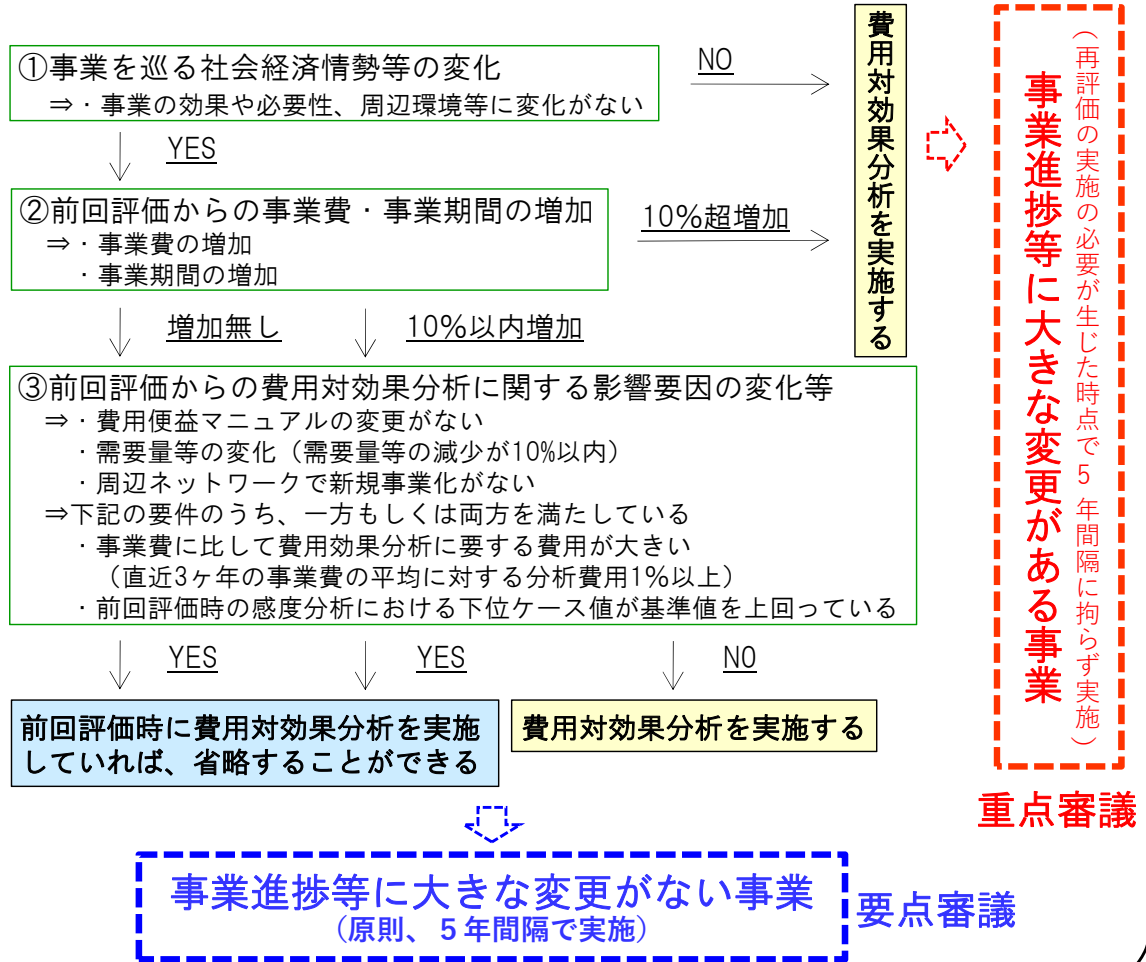 ①事業を巡る社会経済情勢等の変化
⇒・事業の効果や必要性、周辺環境等に変化がない
NO
YES
②前回評価からの事業費・事業期間の増加
⇒・事業費の増加
・事業期間の増加
10%超増加
増加無し
10%以内増加
費用対効果分析を実施する
③前回評価からの費用対効果分析に関する影響要因の変化等
⇒・費用便益マニュアルの変更がない
・需要量等の変化（需要量等の減少が10%以内）
・周辺ネットワークで新規事業化がない
⇒下記の要件のうち、一方もしくは両方を満たしている
・事業費に比して費用効果分析に要する費用が大きい
（直近3ヶ年の事業費の平均に対する分析費用1%以上）
・前回評価時の感度分析における下位ケース値が基準値を上回っている
YES
YES
NO
前回評価時に費用対効果分析を実施
していれば、省略することができる
費用対効果分析を実施する
事業進捗等に大きな変更がある事業
（再評価の実施の必要が生じた時点で5年間隔に拘らず実施）
重点審議
事業進捗等に大きな変更がない事業
(原則、5年間隔で実施)
要点審議